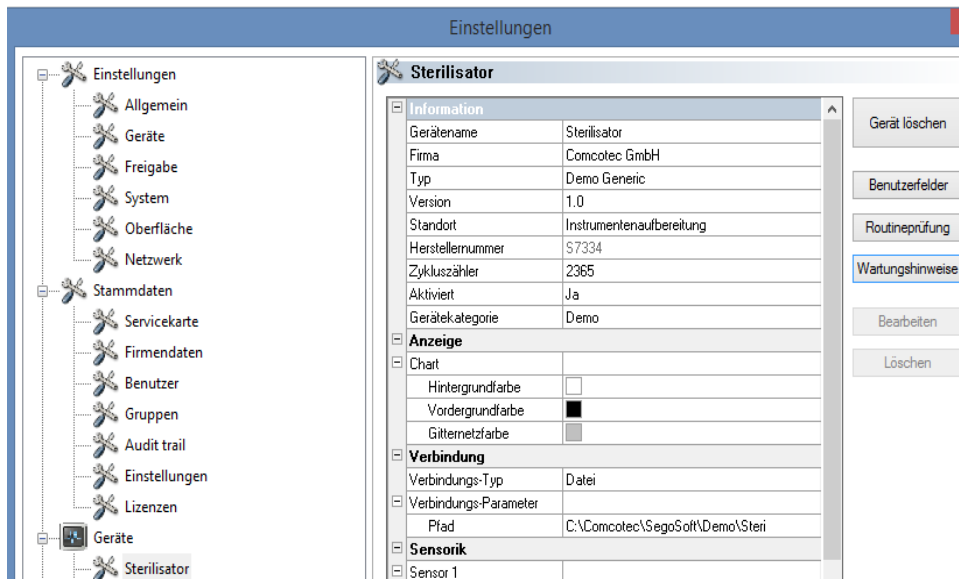 Einstellungen
Einstellungen
Allgemein
Geräte
Freigabe
System
Oberfläche
Netzwerk
Stammdaten
Servicekarte
Firmendaten
Benutzer
Gruppen
Audit trail
Einstellungen
Lizenzen
Geräte
Sterilisator
Sterilisator
Information
Gerätename Sterilisator
Firma Comcotec GmbH
Typ Demo Generic
Version 1.0
Standort Instrumentenaufbereitung
Herstellernummer S7334
Zykluszähler 2365
Aktiviert Ja
Gerätekategorie Demo
Anzeige
Chart
Hintergrundfarbe
Vordergrundfarbe
Gitternetzfarbe
Verbindung
Verbindungs-Typ Datei
Verbindungs-Parameter
Pfad C:\Comcotec\SegoSoft\Demo\Steri
Sensorik
Sensor 1
Gerät löschen
Benutzerfelder
Routineprüfung
Wartungshinweise
Bearbeiten
Löschen